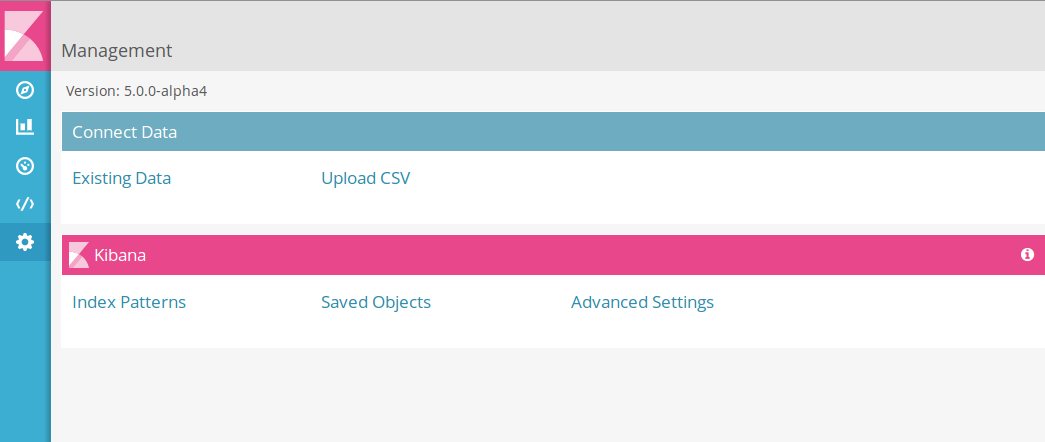 Management
Version: 5.0.0-alpha4
Connect Data
Existing Data Upload CSV
Kibana
Index Patterns Saved Objects Advanced Settings